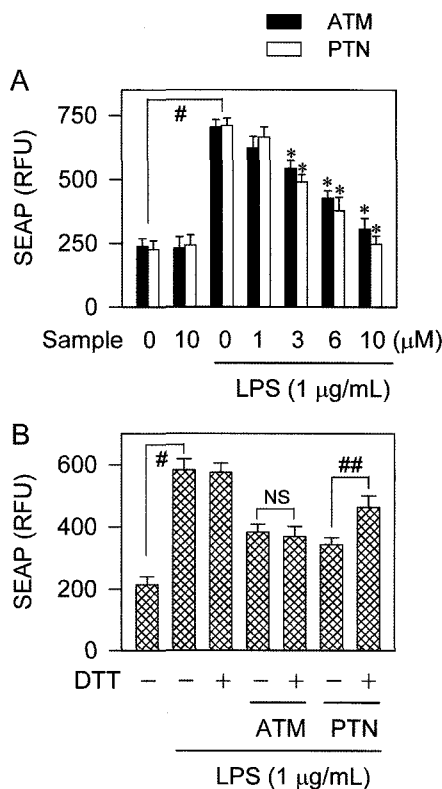 ATM
PTN
A
#
750
500
250
0
SEAP (RFU)
* * * * * *
Sample 0 10 0 1 3 6 10 (μM)
LPS (1 μg/mL)
B
# NS ##
600
400
200
0
SEAP (RFU)
DTT − − + − + − +
ATM PTN
LPS (1 μg/mL)